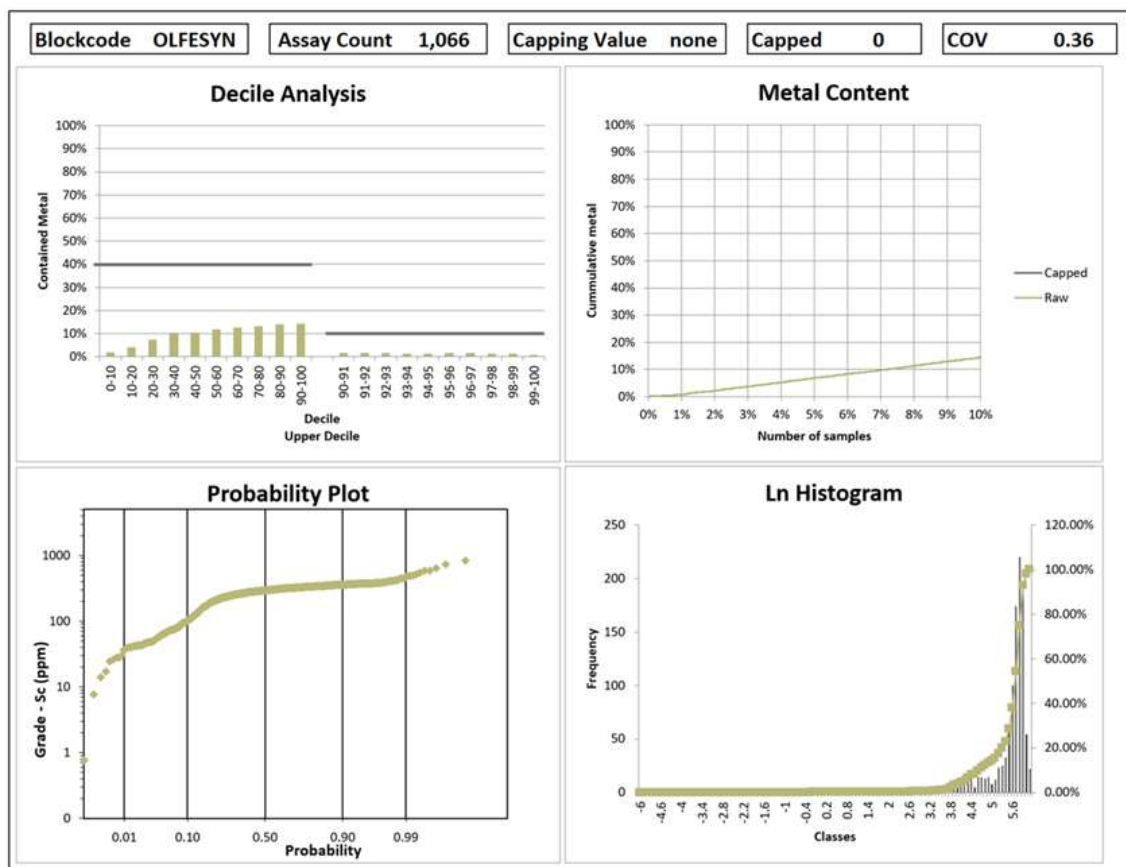 Blockcode OLFESYN Assay Count 1,066 Capping Value none Capped 0 COV 0.36
Decile Analysis
Contained Metal
100%
90%
80%
70%
60%
50%
40%
30%
20%
10%
0%
0-10 10-20 20-30 30-40 40-50 50-60 60-70 70-80 80-90 90-100 90-91 91-92 92-93 93-94 94-95 95-96 96-97 97-98 98-99 99-100
Decile
Upper Decile
Metal Content
Cummulative metal
100%
90%
80%
70%
60%
50%
40%
30%
20%
10%
0%
0% 1% 2% 3% 4% 5% 6% 7% 8% 9% 10%
Number of samples
Capped
Raw
Probability Plot
Grade - Sc (ppm)
1000
100
10
1
0
0.01 0.10 0.50 0.90 0.99
Probability
Ln Histogram
Frequency
250
200
150
100
50
0
120.00%
100.00%
80.00%
60.00%
40.00%
20.00%
0.00%
-6 -4.6 -4 -3.4 -2.8 -2.2 -1.6 -1 -0.4 0.2 0.8 1.4 2 2.6 3.2 3.8 4.4 5 5.6
Classes